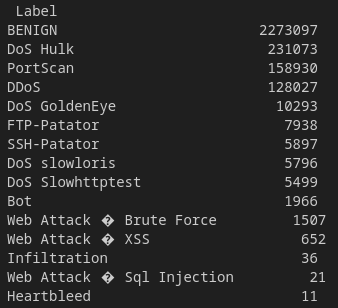 Label
BENIGN 2273097
DoS Hulk 231073
PortScan 158930
DDoS 128027
DoS GoldenEye 10293
FTP-Patator 7938
SSH-Patator 5897
DoS slowloris 5796
DoS Slowhttptest 5499
Bot 1966
Web Attack � Brute Force 1507
Web Attack � XSS 652
Infiltration 36
Web Attack � Sql Injection 21
Heartbleed 11